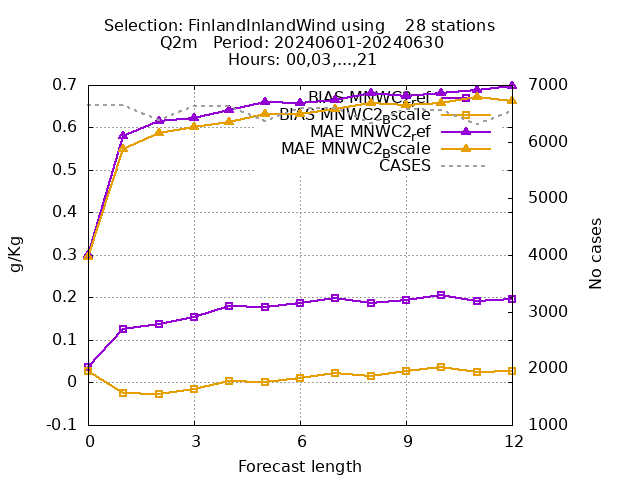 Selection: FinlandInlandWind using    28 stations
Q2m   Period: 20240601-20240630
Hours: 00,03,...,21
0.7
0.6
0.5
0.4
0.3
0.2
0.1
0
-0.1
g/Kg
BIAS MNWC2_ref
BIAS MNWC2_Bscale
MAE MNWC2_ref
MAE MNWC2_Bscale
CASES
7000
6000
5000
4000
3000
2000
1000
No cases
0 3 6 9 12
Forecast length